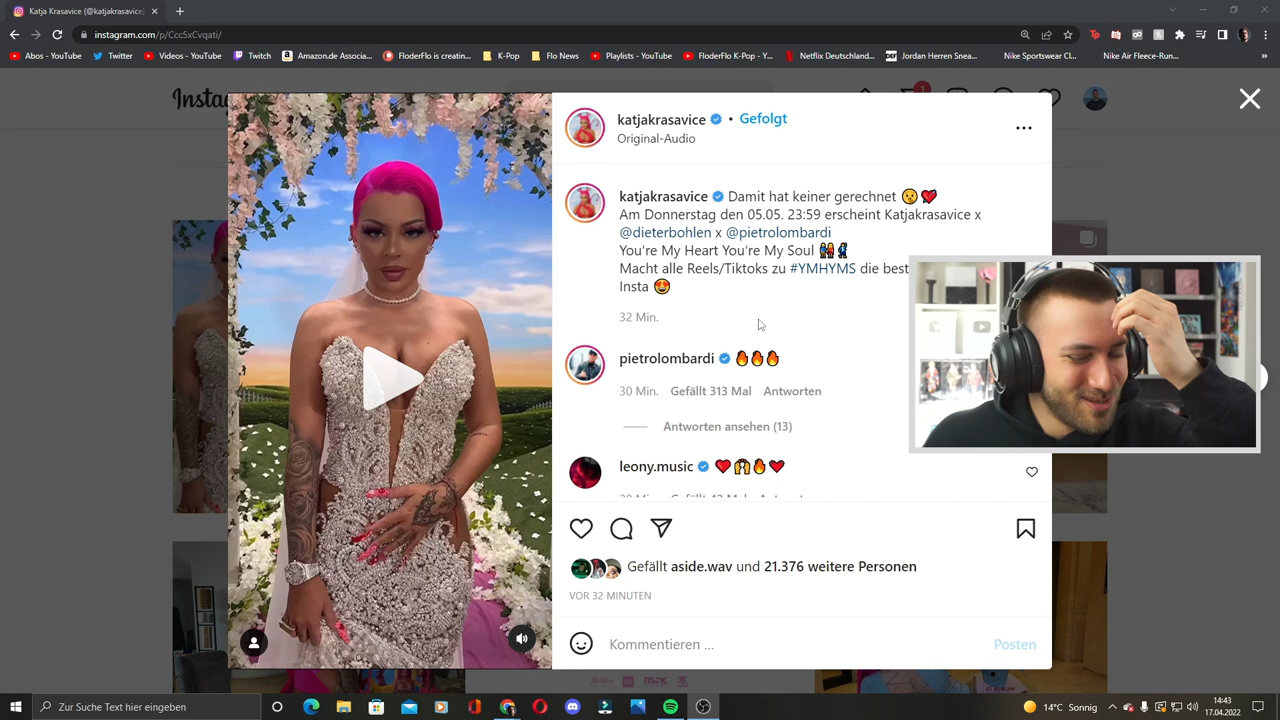 Katja Krasavice (@katjakrasavice)
instagram.com/p/Ccc5xCvqati/
Abos - YouTube
Twitter
Videos - YouTube
Twitch
Amazon.de Associate...
FloderFlo is creatin...
K-Pop
Flo News
Playlists - YouTube
FloderFlo K-Pop - Y...
Netflix Deutschland...
Jordan Herren Snea...
Nike Sportswear Cl...
Nike Air Fleece-Run...
Insta
katjakrasavice • Gefolgt
Original-Audio
katjakrasavice Damit hat keiner gerechnet 🤫💘
Am Donnerstag den 05.05. 23:59 erscheint Katjakrasavice x
@dieterbohlen x @pietrolombardi
You're My Heart You're My Soul
Macht alle Reels/Tiktoks zu #YMHYMS die best
Insta 😍
32 Min.
pietrolombardi 🔥🔥🔥
30 Min. Gefällt 313 Mal Antworten
Antworten ansehen (13)
leony.music ❤️🙌🔥❤️
Gefällt aside.wav und 21.376 weitere Personen
VOR 32 MINUTEN
Kommentieren ...
Posten
Zur Suche Text hier eingeben
14°C Sonnig
14:43
17.04.2022